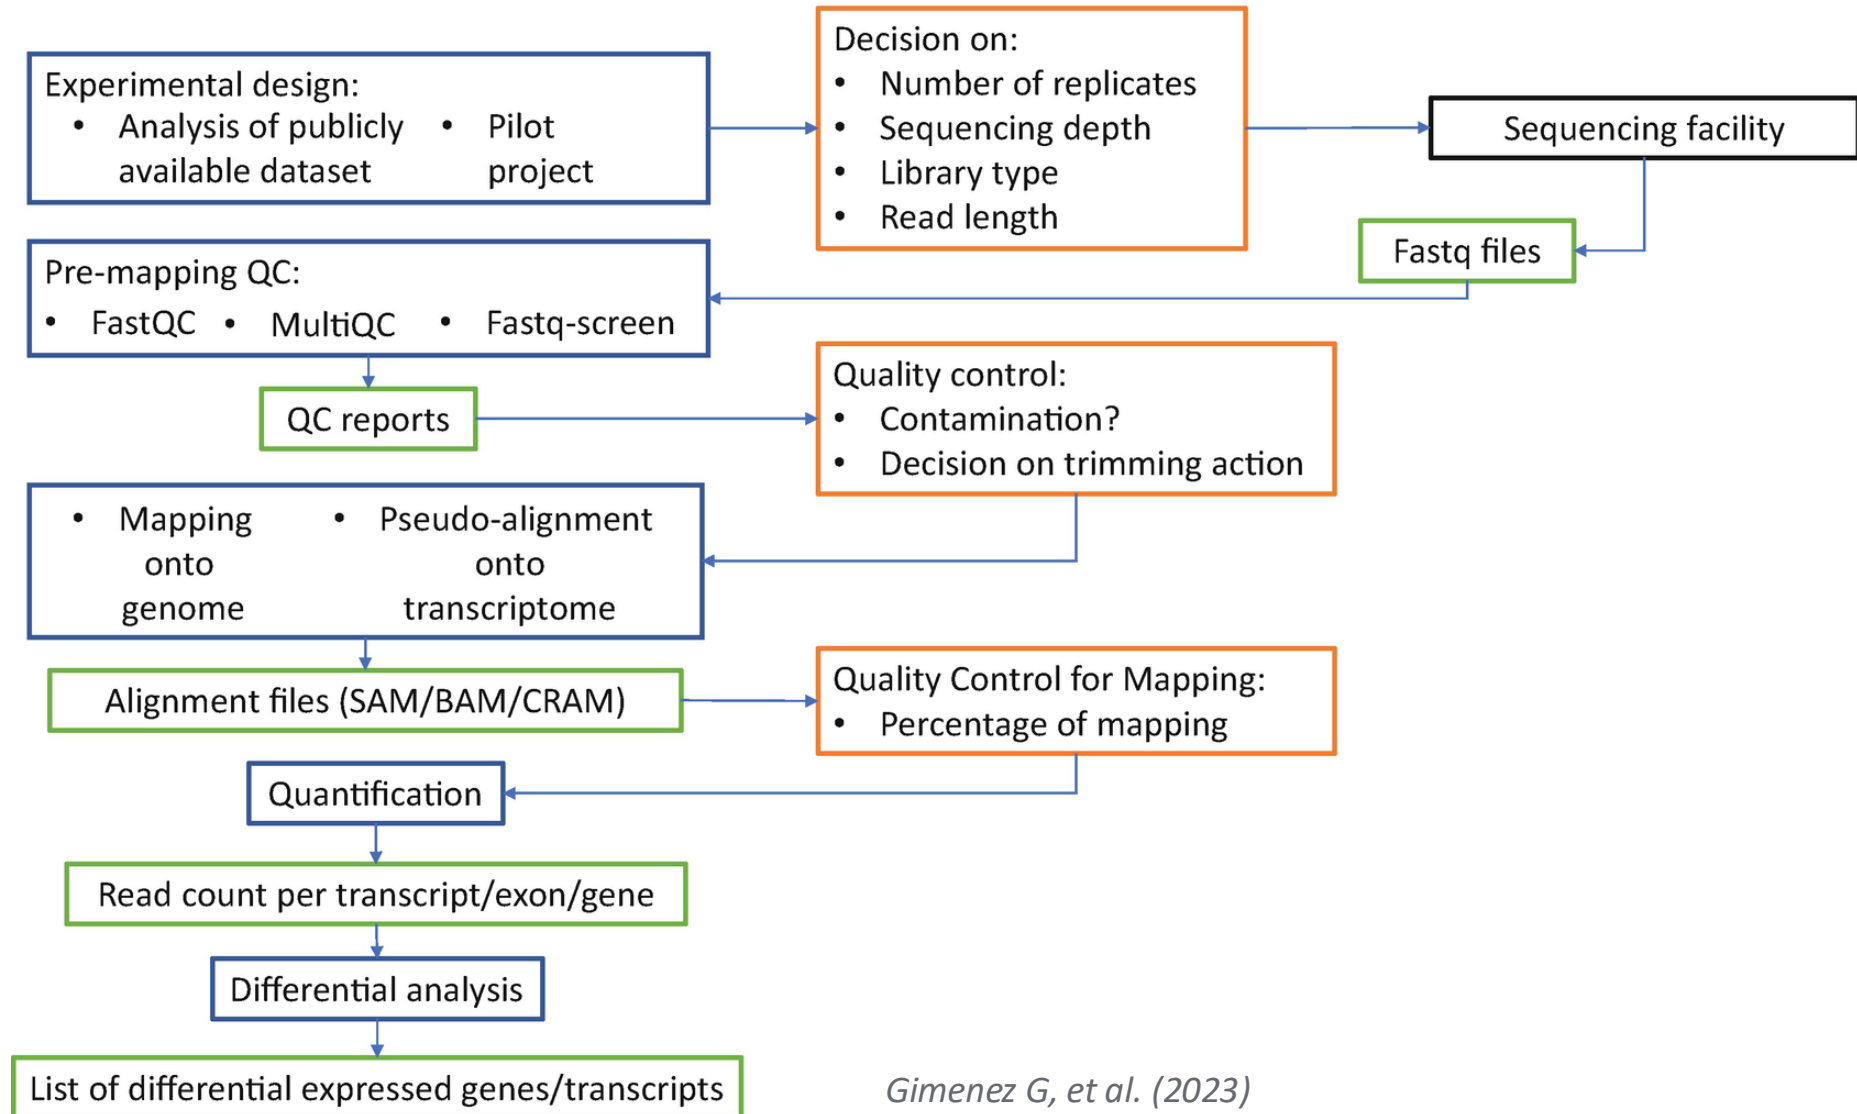 Experimental design:
• Analysis of publicly available dataset
• Pilot project
Decision on:
• Number of replicates
• Sequencing depth
• Library type
• Read length
Sequencing facility
Fastq files
Pre-mapping QC:
• FastQC • MultiQC • Fastq-screen
QC reports
Quality control:
• Contamination?
• Decision on trimming action
• Mapping onto genome
• Pseudo-alignment onto transcriptome
Alignment files (SAM/BAM/CRAM)
Quality Control for Mapping:
• Percentage of mapping
Quantification
Read count per transcript/exon/gene
Differential analysis
List of differential expressed genes/transcripts
Gimenez G, et al. (2023)